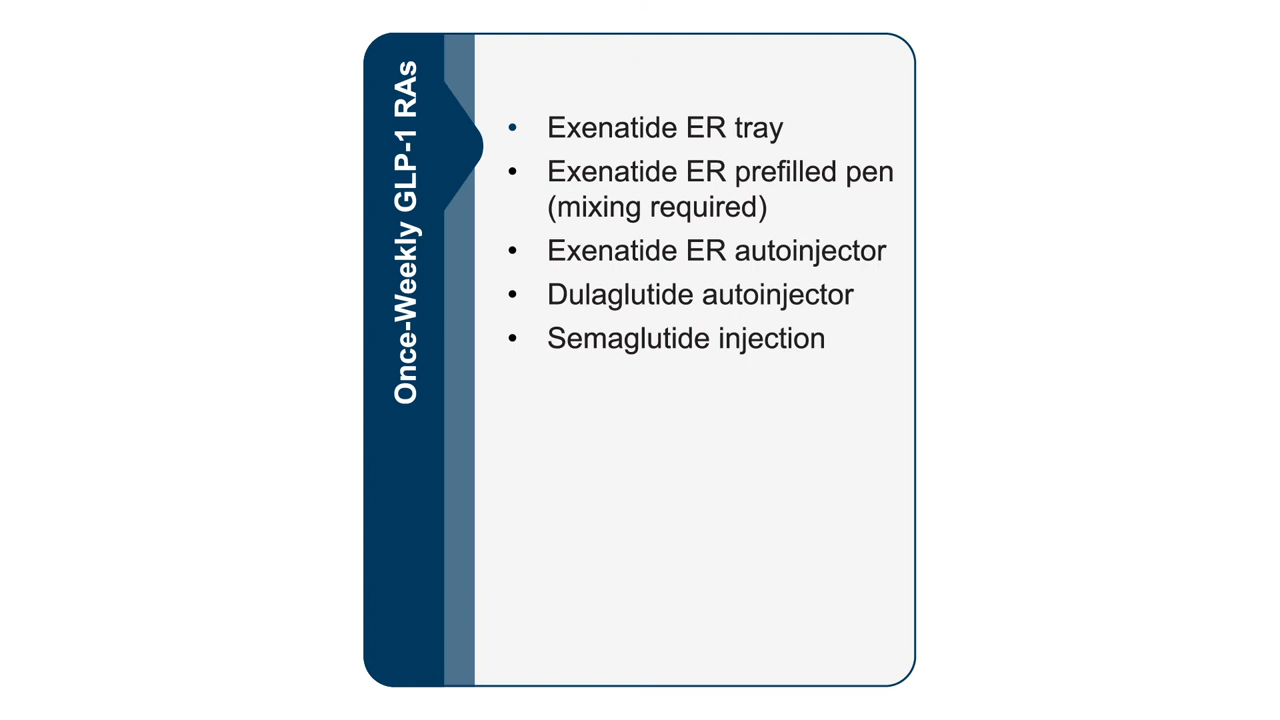 Once-Weekly GLP-1 RAs
• Exenatide ER tray
• Exenatide ER prefilled pen
(mixing required)
• Exenatide ER autoinjector
• Dulaglutide autoinjector
• Semaglutide injection